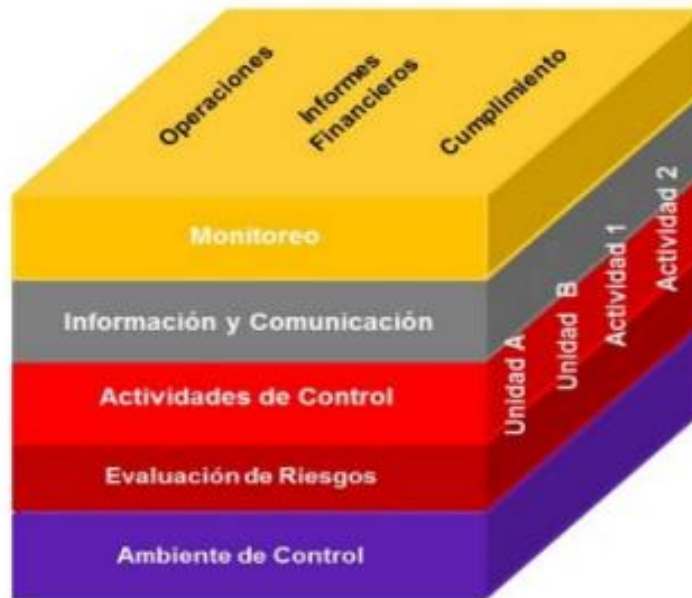 Operaciones
Informes
Financieros
Cumplimiento
Monitoreo
Información y Comunicación
Actividades de Control
Evaluación de Riesgos
Ambiente de Control
Unidad A
Unidad B
Actividad 1
Actividad 2